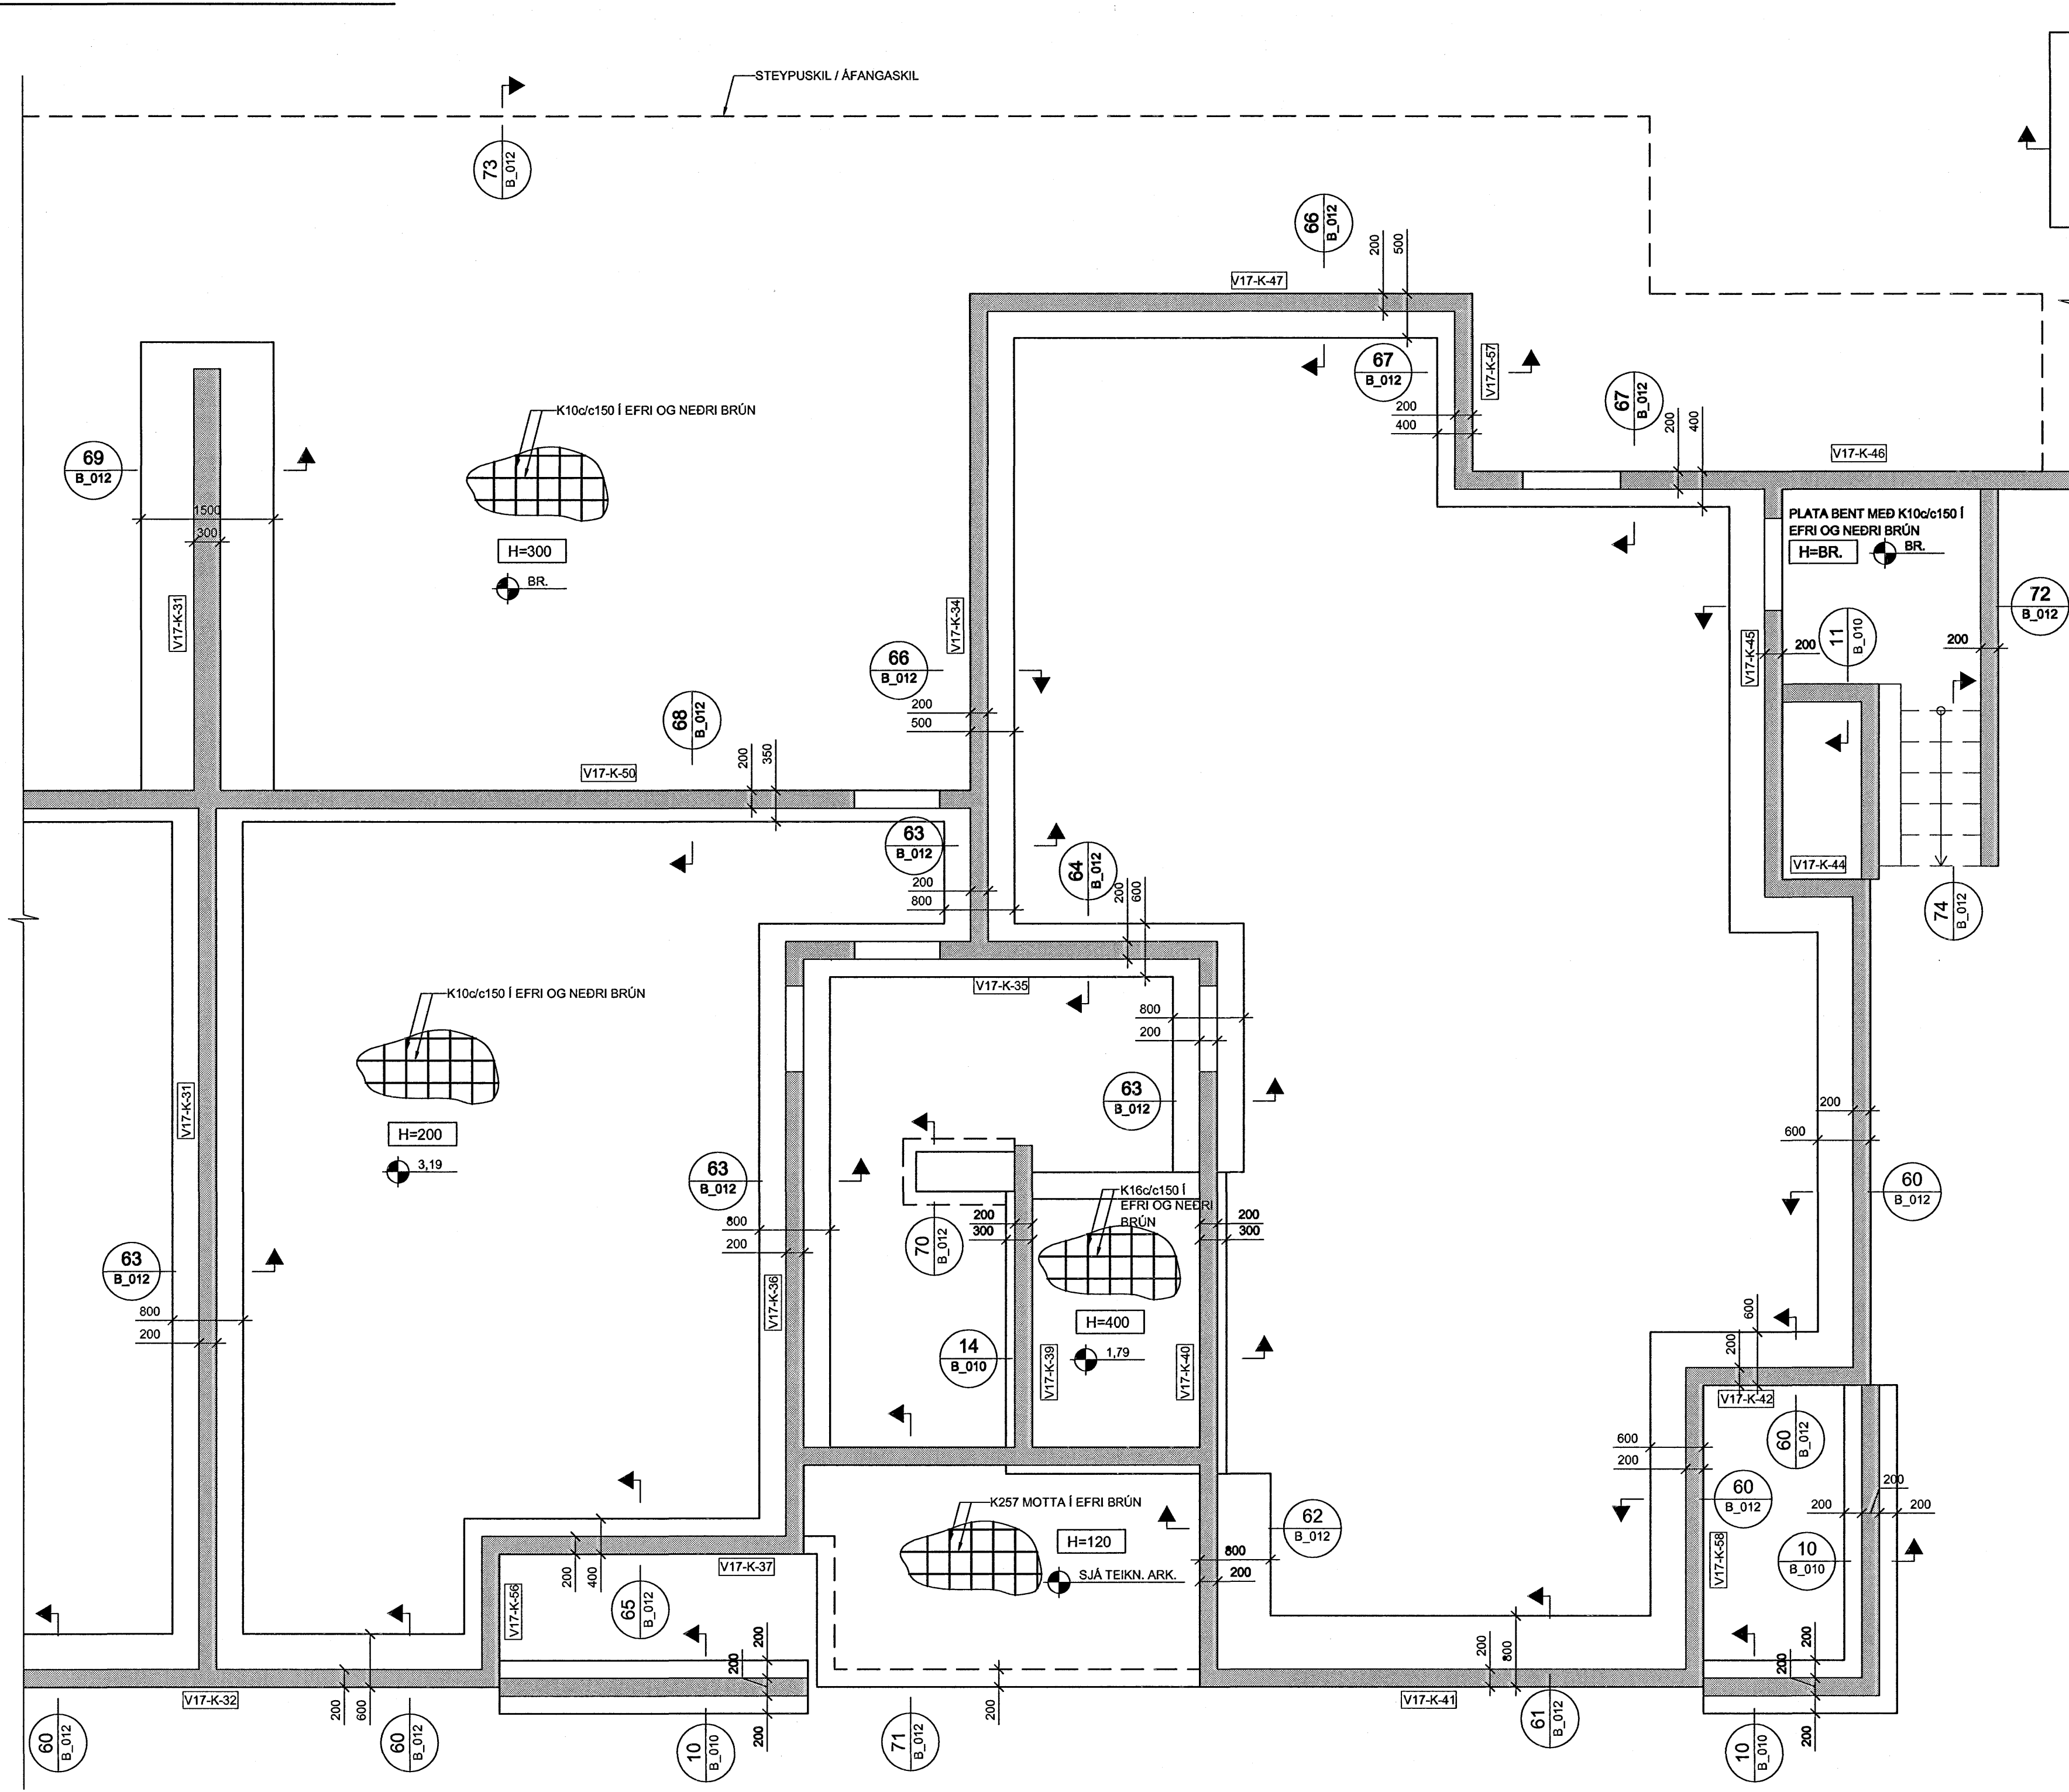 STEYPUSKIL / ÁFANGASKIL
73
B_012
66
B_012
200
500
V17-K-47
67
B_012
V17-K-57
200
400
67
B_012
200
400
V17-K-46
K10c/c150 Í EFRI OG NEÐRI BRÚN
69
B_012
1500
300
H=300
BR.
V17-K-31
PLATA BENT MEÐ K10c/c150 Í
EFRI OG NEÐRI BRÚN
H=BR.
BR.
72
B_012
11
B_010
200
200
V17-K-45
V17-K-34
66
B_012
200
500
68
B_012
200
350
V17-K-50
63
B_012
200
800
64
B_012
200
600
V17-K-44
74
B_012
K10c/c150 Í EFRI OG NEÐRI BRÚN
V17-K-35
800
200
V17-K-31
H=200
3,19
63
B_012
63
B_012
200
600
60
B_012
K16c/c150 Í
EFRI OG NEÐRI
BRÚN
800
200
200
300
200
300
70
B_012
63
B_012
800
200
V17-K-36
H=400
1,79
14
B_010
V17-K-39
V17-K-40
200
600
V17-K-42
60
B_012
600
200
60
B_012
200
200
200
K257 MOTTA Í EFRI BRÚN
H=120
SJÁ TEIKN. ARK.
62
B_012
800
200
V17-K-58
10
B_010
200
400
V17-K-37
V17-K-56
65
B_012
200
200
200
200
200
200
V17-K-32
200
600
200
200
800
V17-K-41
60
B_012
60
B_012
10
B_010
71
B_012
61
B_012
10
B_010